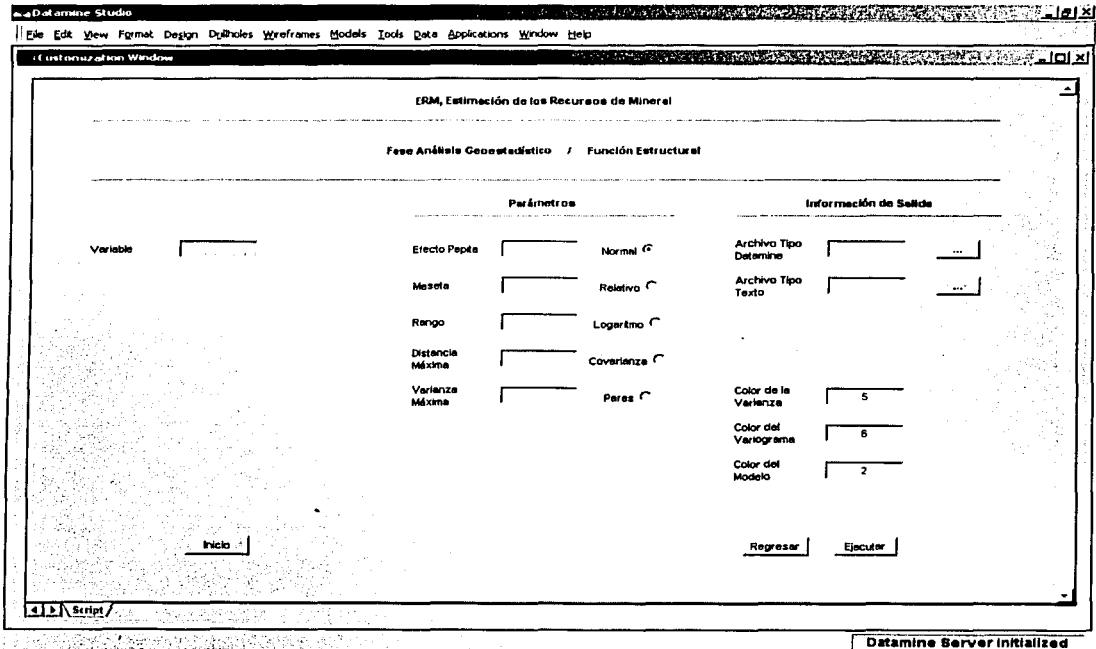 Datamine Studio
File Edit View Format Design Drillholes Wireframes Models Tools Data Applications Window Help
Customization Window
ERM, Estimación de los Recursos de Mineral
Fase Análisis Geoestadístico / Función Estructural
Parámetros
Información de Salida
Variable
Efecto Pepita
Normal
Archivo Tipo
Datamine
...
Meseta
Relativo
Archivo Tipo
Texto
...
Rango
Logaritmo
Distancia
Máxima
Covarianza
Varianza
Máxima
Pares
Color de la
Varianza
5
Color del
Variograma
6
Color del
Modelo
2
Inicio
Regresar
Ejecutar
Script
Datamine Server initialized